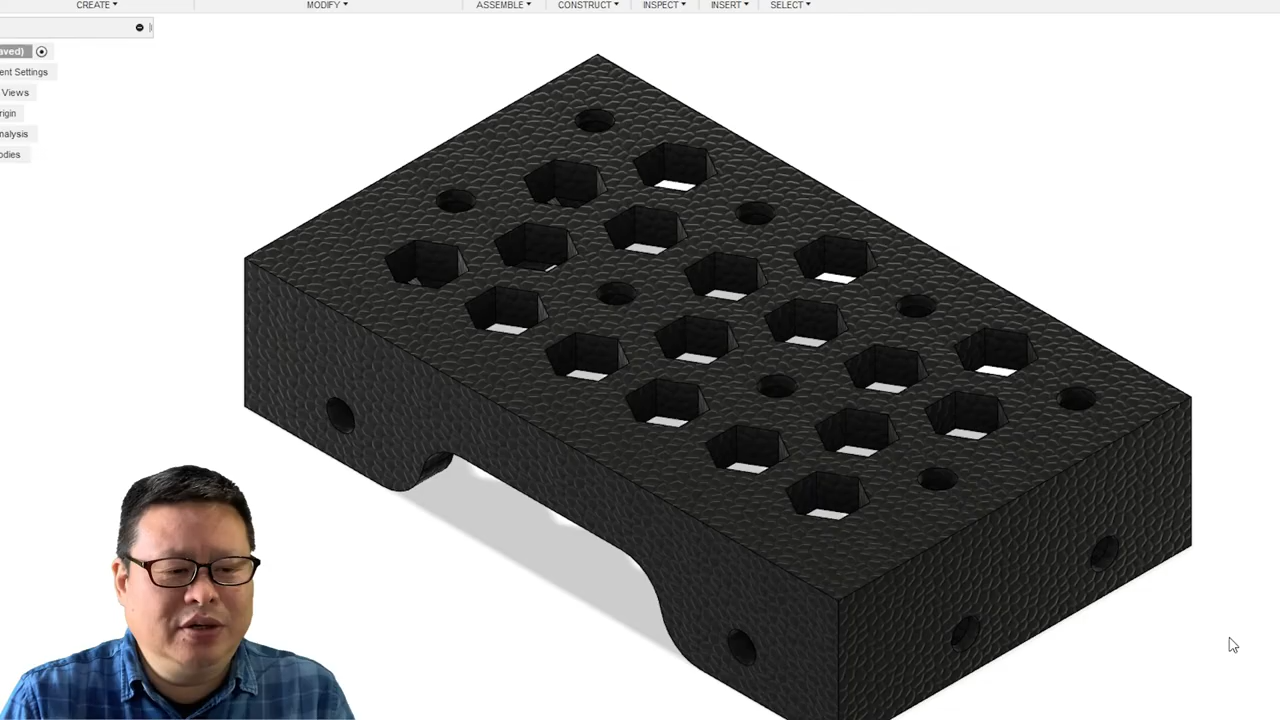 CREATE MODIFY ASSEMBLE CONSTRUCT INSPECT INSERT SELECT
aved)
ent Settings
Views
rigin
nalysis
odies